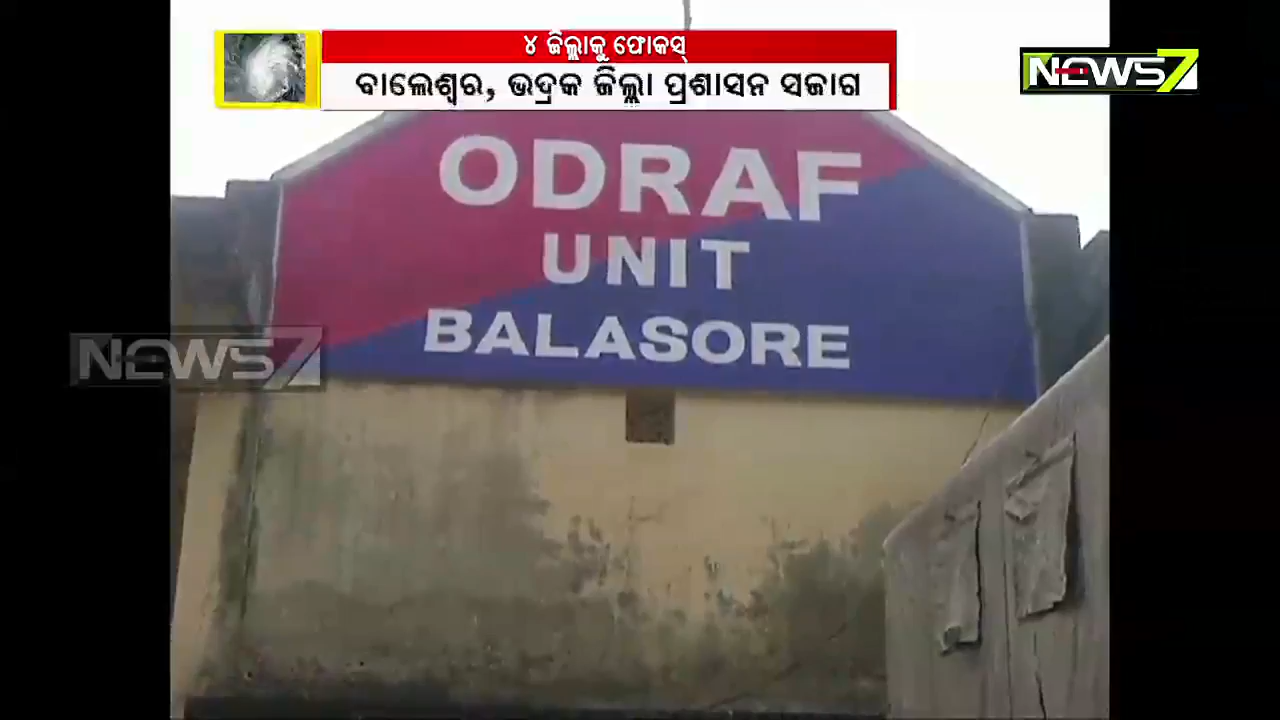 ୪ ଜିଲ୍ଲାକୁ ଫୋକସ୍
ବାଲେଶ୍ୱର, ଭଦ୍ରକ ଜିଲ୍ଲା ପ୍ରଶାସନ ସଜାଗ
NEWS7
ODRAF
UNIT
BALASORE
NEWS7